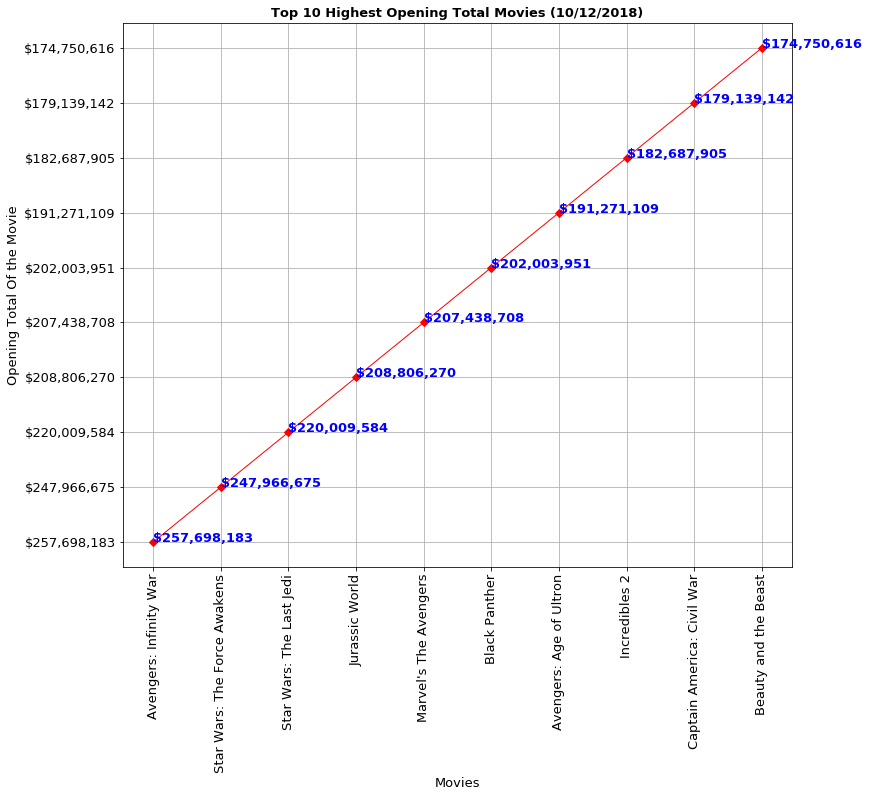 Top 10 Highest Opening Total Movies (10/12/2018)
Opening Total Of the Movie
$174,750,616
$179,139,142
$182,687,905
$191,271,109
$202,003,951
$207,438,708
$208,806,270
$220,009,584
$247,966,675
$257,698,183
$174,750,616
$179,139,142
$182,687,905
$191,271,109
$202,003,951
$207,438,708
$208,806,270
$220,009,584
$247,966,675
$257,698,183
Avengers: Infinity War
Star Wars: The Force Awakens
Star Wars: The Last Jedi
Jurassic World
Marvel's The Avengers
Black Panther
Avengers: Age of Ultron
Incredibles 2
Captain America: Civil War
Beauty and the Beast
Movies